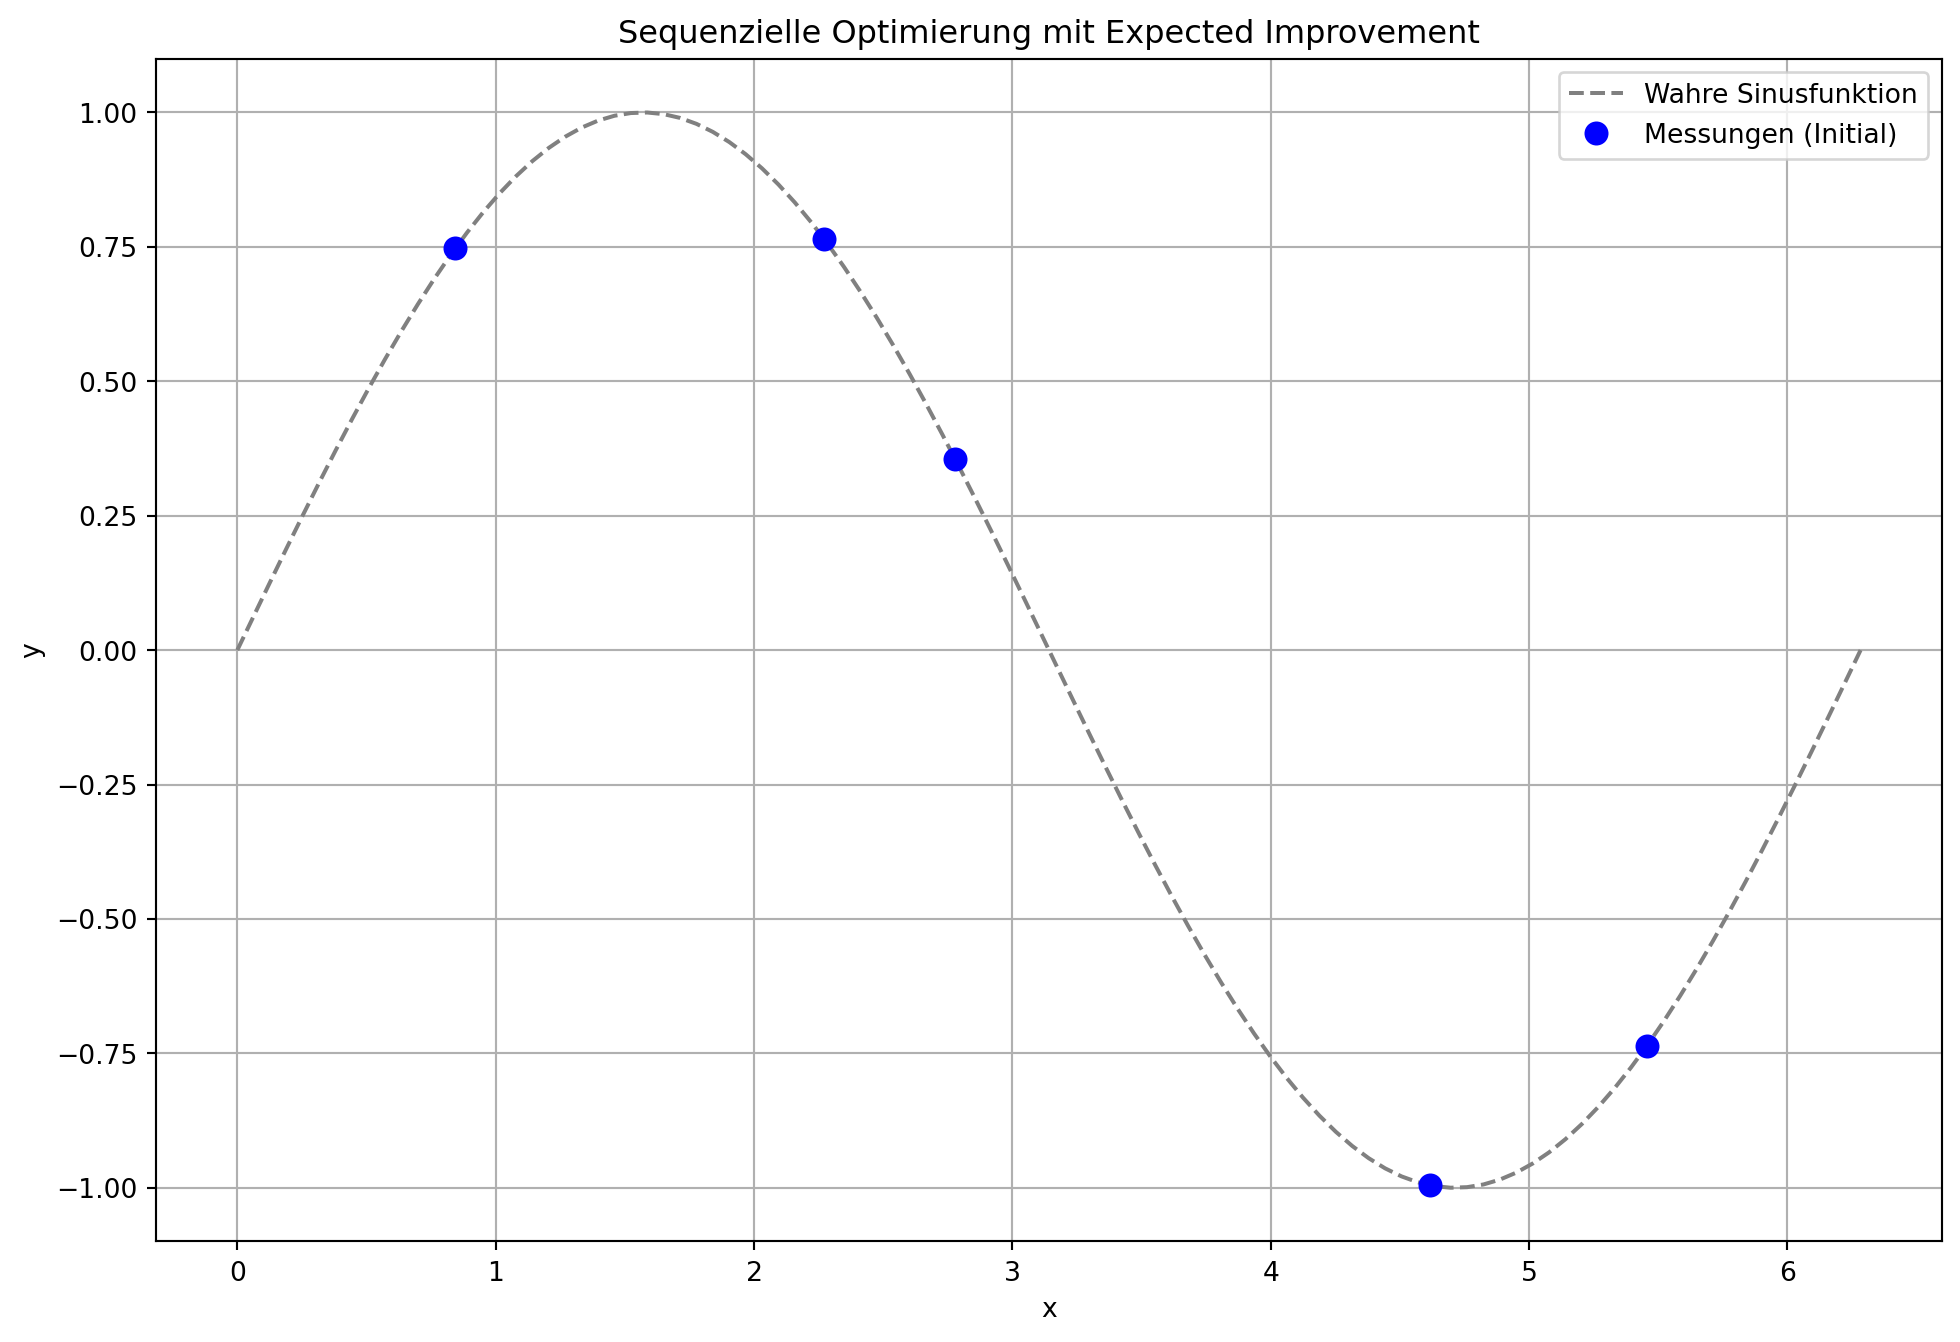 Sequenzielle Optimierung mit Expected Improvement
Wahre Sinusfunktion
Messungen (Initial)
1.00
0.75
0.50
0.25
0.00
−0.25
−0.50
−0.75
−1.00
y
0 1 2 3 4 5 6
x